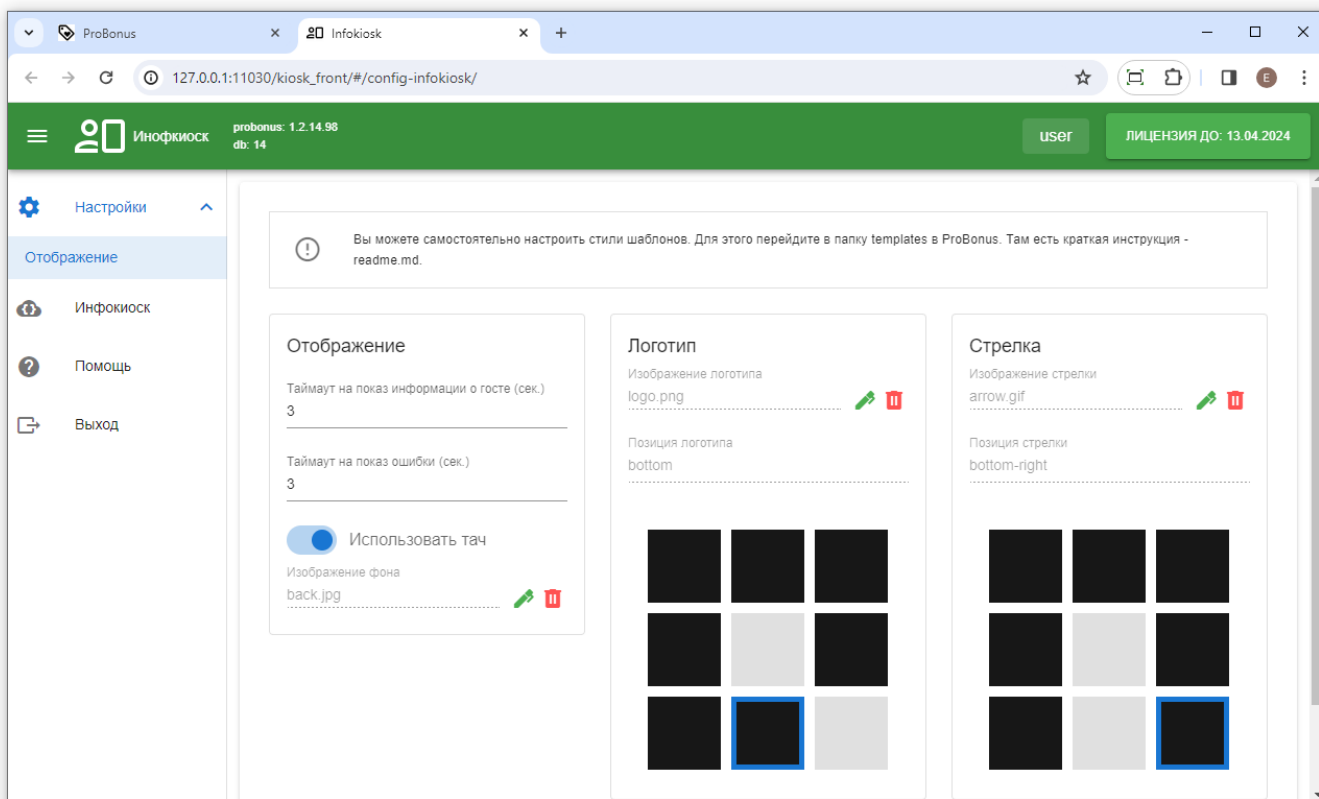 ProBonus
Infokiosk
127.0.0.1:11030/kiosk_front/#/config-infokiosk/
E
Инофкиоск
probonus: 1.2.14.98
db: 14
user
ЛИЦЕНЗИЯ ДО: 13.04.2024
Настройки
Отображение
Инфокиоск
Помощь
Выход
Вы можете самостоятельно настроить стили шаблонов. Для этого перейдите в папку templates в ProBonus. Там есть краткая инструкция -
readme.md.
Отображение
Таймаут на показ информации о госте (сек.)
3
Таймаут на показ ошибки (сек.)
3
Использовать тач
Изображение фона
back.jpg
Логотип
Изображение логотипа
logo.png
Позиция логотипа
bottom
Стрелка
Изображение стрелки
arrow.gif
Позиция стрелки
bottom-right